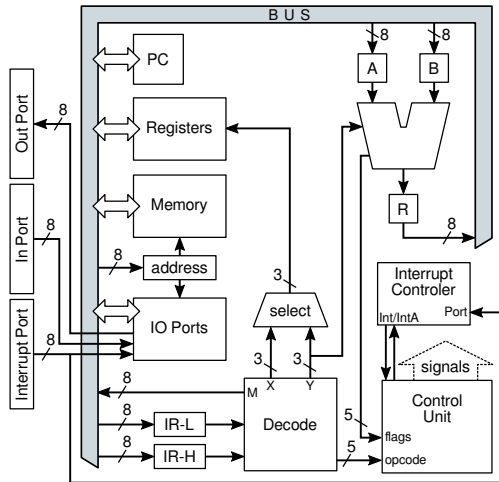 BUS
8
8
PC
A
B
Out Port
8
Registers
In Port
8
Memory
R
8
8
address
3
Interrupt
Controler
Int/IntA
Port
Interrupt Port
8
IO Ports
select
signals
3
3
8
M
X
Y
Control
Unit
8
IR-L
Decode
5
flags
8
IR-H
5
opcode